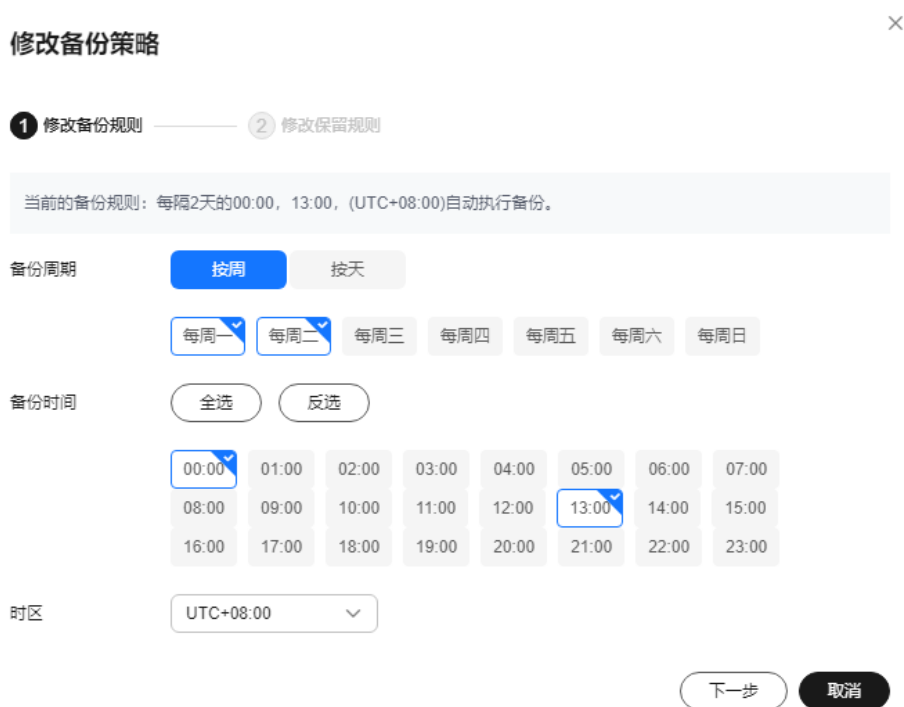 修改备份策略
1 修改备份规则 2 修改保留规则
当前的备份规则：每隔2天的00:00，13:00，(UTC+08:00)自动执行备份。
备份周期 按周 按天
每周一 每周二 每周三 每周四 每周五 每周六 每周日
备份时间 全选 反选
00:00 01:00 02:00 03:00 04:00 05:00 06:00 07:00
08:00 09:00 10:00 11:00 12:00 13:00 14:00 15:00
16:00 17:00 18:00 19:00 20:00 21:00 22:00 23:00
时区 UTC+08:00
下一步 取消